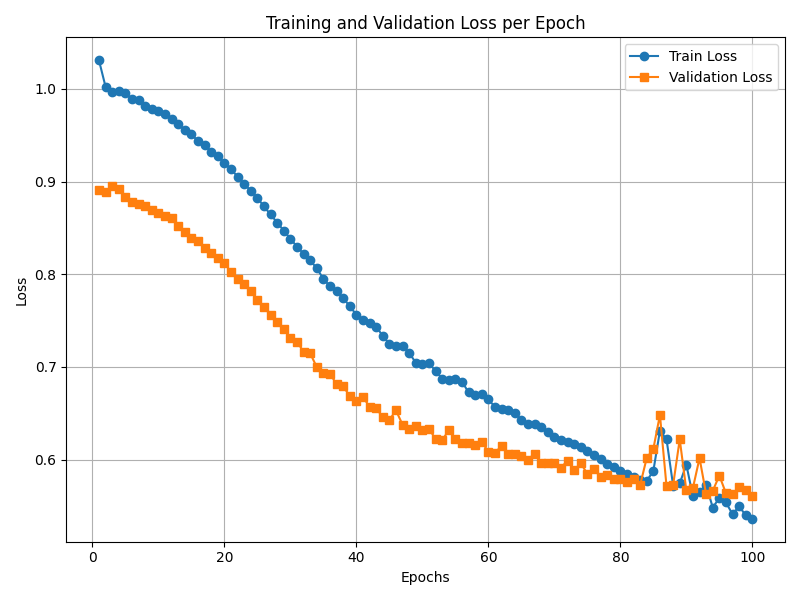 Training and Validation Loss per Epoch
Train Loss
Validation Loss
1.0
0.9
0.8
0.7
0.6
Loss
0 20 40 60 80 100
Epochs